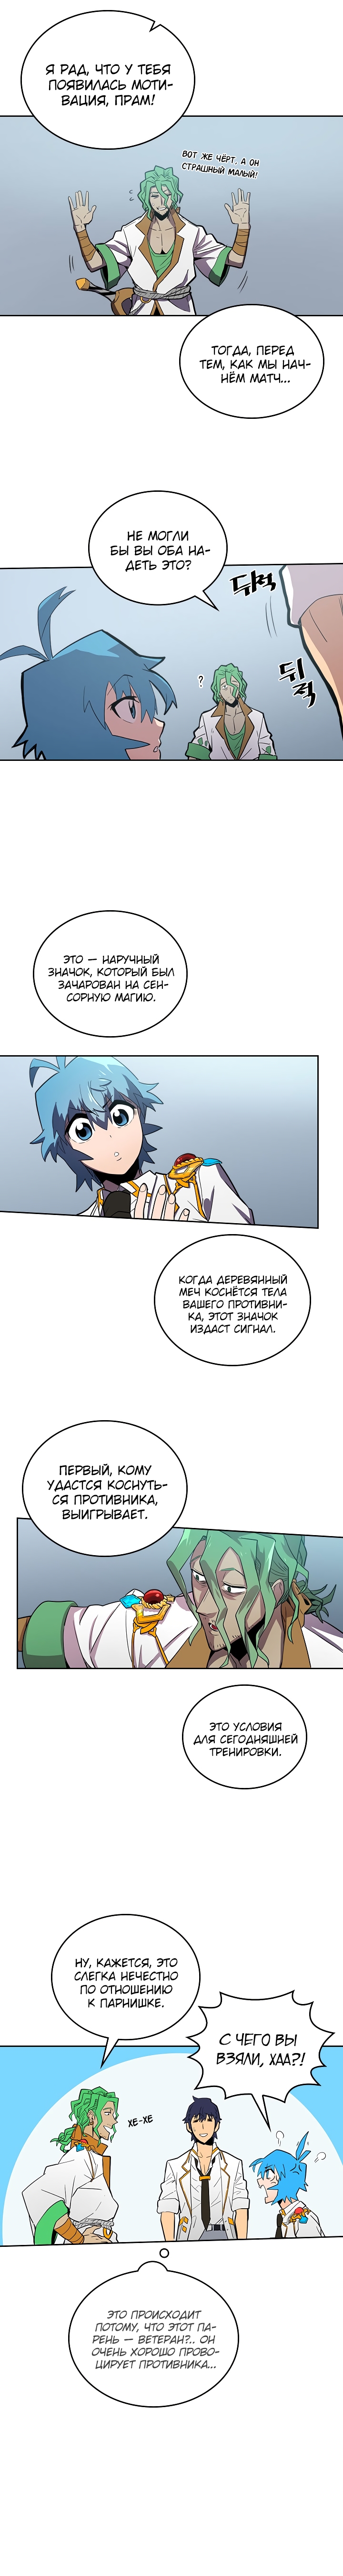 Я РАД, ЧТО У ТЕБЯ
ПОЯВИЛАСЬ МОТИ-
ВАЦИЯ, ПРАМ!
ВОТ ЖЕ ЧЁРТ, А ОН
СТРАШНЫЙ МАЛЫЙ!
ТОГДА, ПЕРЕД
ТЕМ, КАК МЫ НАЧ-
НЁМ МАТЧ...
НЕ МОГЛИ
БЫ ВЫ ОБА НА-
ДЕТЬ ЭТО?
뒤적
?
뒤
적
ЭТО — НАРУЧНЫЙ
ЗНАЧОК, КОТОРЫЙ БЫЛ
ЗАЧАРОВАН НА СЕН-
СОРНУЮ МАГИЮ.
КОГДА ДЕРЕВЯННЫЙ
МЕЧ КОСНЁТСЯ ТЕЛА
ВАШЕГО ПРОТИВНИ-
КА, ЭТОТ ЗНАЧОК
ИЗДАСТ СИГНАЛ.
ПЕРВЫЙ, КОМУ
УДАСТСЯ КОСНУТЬ-
СЯ ПРОТИВНИКА,
ВЫИГРЫВАЕТ.
ЭТО УСЛОВИЯ
ДЛЯ СЕГОДНЯШНЕЙ
ТРЕНИРОВКИ.
НУ, КАЖЕТСЯ, ЭТО
СЛЕГКА НЕЧЕСТНО
ПО ОТНОШЕНИЮ
К ПАРНИШКЕ.
С ЧЕГО ВЫ
ВЗЯЛИ, ХАА?!
ХЕ-ХЕ
ЭТО ПРОИСХОДИТ
ПОТОМУ, ЧТО ЭТОТ ПА-
РЕНЬ — ВЕТЕРАН?.. ОН
ОЧЕНЬ ХОРОШО ПРОВО-
ЦИРУЕТ ПРОТИВНИКА...